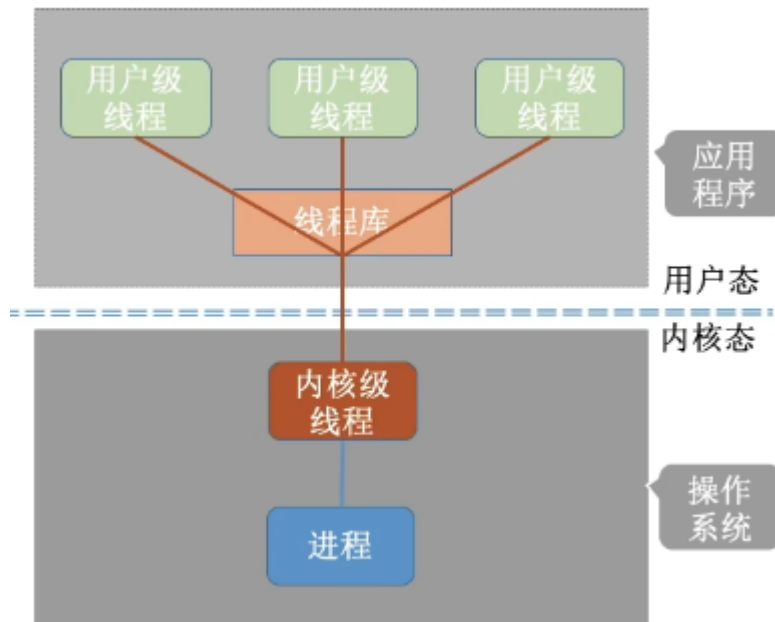 用户级
线程
用户级
线程
用户级
线程
应用
程序
线程库
用户态
内核态
内核级
线程
操作
系统
进程